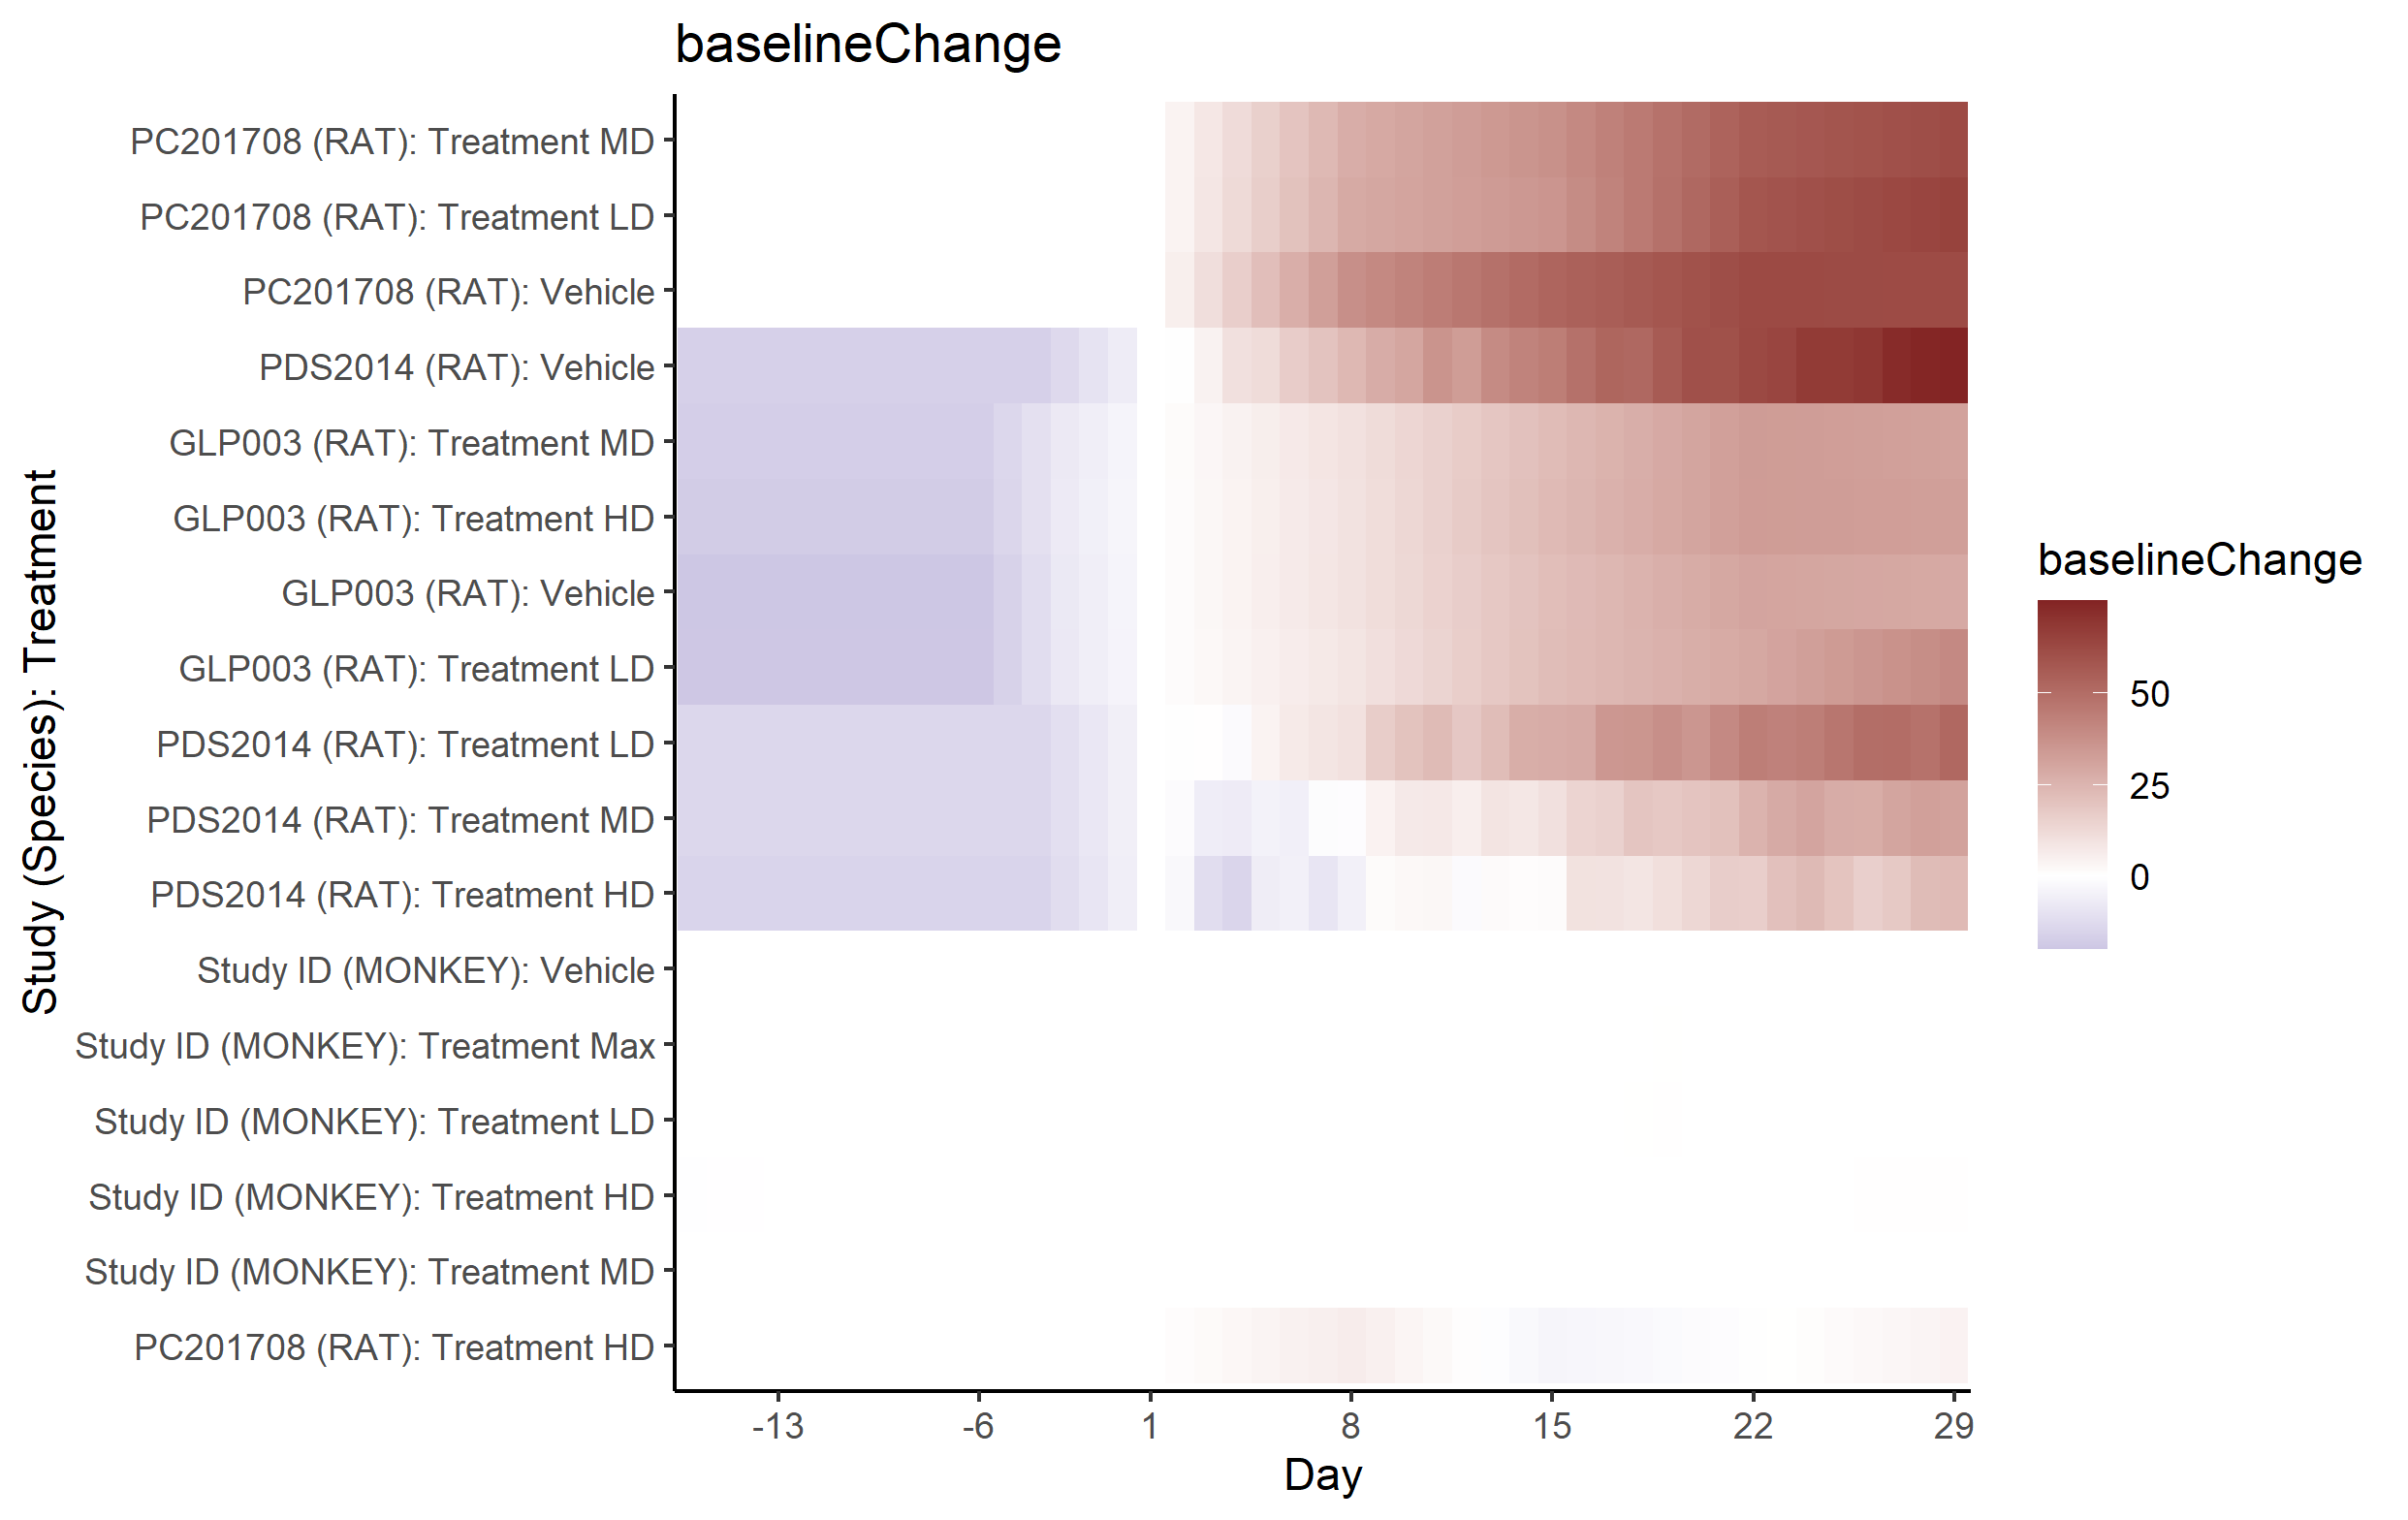 baselineChange
Study (Species): Treatment
PC201708 (RAT): Treatment MD
PC201708 (RAT): Treatment LD
PC201708 (RAT): Vehicle
PDS2014 (RAT): Vehicle
GLP003 (RAT): Treatment MD
GLP003 (RAT): Treatment HD
GLP003 (RAT): Vehicle
GLP003 (RAT): Treatment LD
PDS2014 (RAT): Treatment LD
PDS2014 (RAT): Treatment MD
PDS2014 (RAT): Treatment HD
Study ID (MONKEY): Vehicle
Study ID (MONKEY): Treatment Max
Study ID (MONKEY): Treatment LD
Study ID (MONKEY): Treatment HD
Study ID (MONKEY): Treatment MD
PC201708 (RAT): Treatment HD
-13 -6 1 8 15 22 29
Day
baselineChange
50
25
0